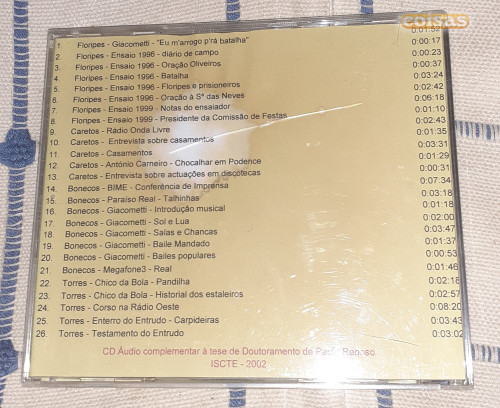 coisas
1. Floripes - Giacometti - "Eu m'arrogo p'rá batalha" 0:01:52
2. Floripes - Ensaio 1996 - diário de campo 0:00:17
3. Floripes - Ensaio 1996 - Oração Oliveiros 0:00:23
4. Floripes - Ensaio 1996 - Batalha 0:00:37
5. Floripes - Ensaio 1996 - Floripes e prisioneiros 0:03:24
6. Floripes - Ensaio 1996 - Oração à Sª das Neves 0:02:42
7. Floripes - Ensaio 1999 - Notas do ensaiador 0:06:18
8. Floripes - Ensaio 1999 - Presidente da Comissão de Festas 0:01:10
9. Caretos - Rádio Onda Livre 0:02:43
10. Caretos - Entrevista sobre casamentos 0:01:35
11. Caretos - Casamentos 0:03:31
12. Caretos - António Carneiro - Chocalhar em Podence 0:01:29
13. Caretos - Entrevista sobre actuações em discotecas 0:00:31
14. Bonecos - BIME - Conferência de Imprensa 0:07:34
15. Bonecos - Paraíso Real - Talhinhas 0:03:18
16. Bonecos - Giacometti - Introdução musical 0:01:18
17. Bonecos - Giacometti - Sol e Lua 0:02:00
18. Bonecos - Giacometti - Salas e Chancas 0:03:47
19. Bonecos - Giacometti - Baile Mandado 0:01:37
20. Bonecos - Giacometti - Bailes populares 0:00:53
21. Bonecos - Megafone3 - Real 0:01:46
22. Torres - Chico da Bola - Pandilha 0:02:18
23. Torres - Chico da Bola - Historial dos estaleiros 0:02:57
24. Torres - Corso na Rádio Oeste 0:08:20
25. Torres - Enterro do Entrudo - Carpideiras 0:03:43
26. Torres - Testamento do Entrudo 0:03:02
CD Áudio complementar à tese de Doutoramento de Raposo
ISCTE - 2002